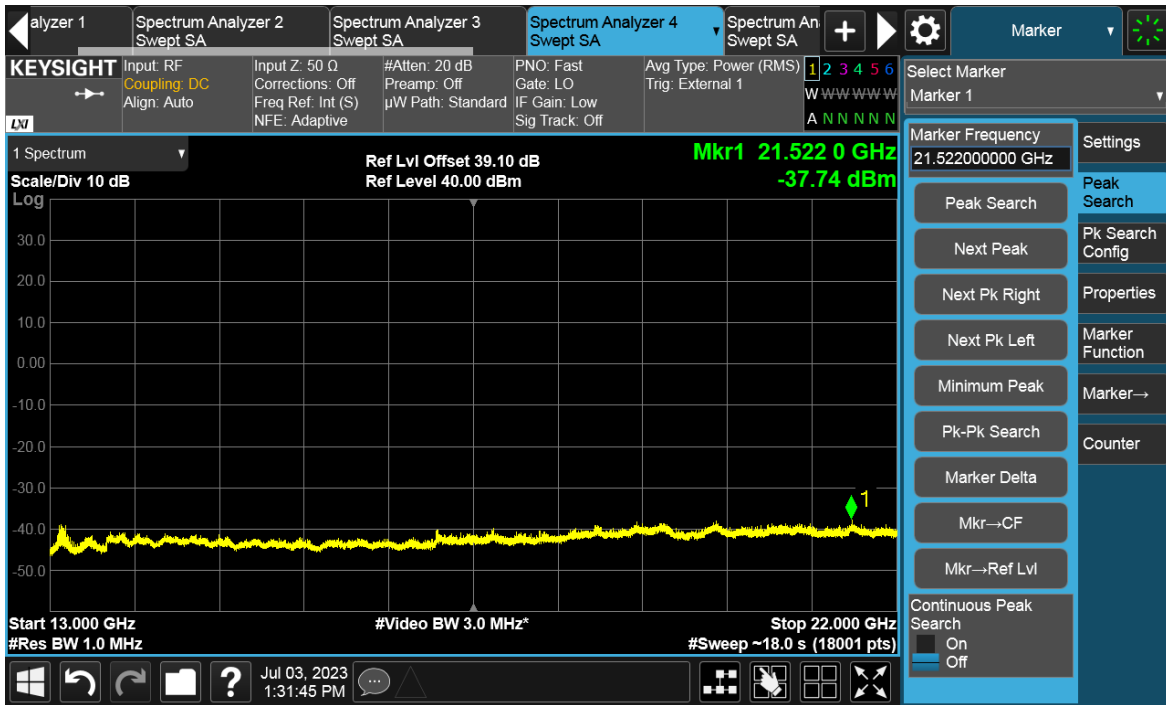 alyzer 1
Spectrum Analyzer 2
Swept SA
Spectrum Analyzer 3
Swept SA
Spectrum Analyzer 4
Swept SA
Spectrum An
Swept SA
Marker
KEYSIGHT
LXI
Input: RF
Coupling: DC
Align: Auto
Input Z: 50 Ω
Corrections: Off
Freq Ref: Int (S)
NFE: Adaptive
#Atten: 20 dB
Preamp: Off
µW Path: Standard
PNO: Fast
Gate: LO
IF Gain: Low
Sig Track: Off
Avg Type: Power (RMS)
Trig: External 1
1 2 3 4 5 6
W W W W W W
A N N N N N
Select Marker
Marker 1
1 Spectrum
Scale/Div 10 dB
Log
Ref Lvl Offset 39.10 dB
Ref Level 40.00 dBm
Mkr1 21.522 0 GHz
-37.74 dBm
30.0
20.0
10.0
0.00
-10.0
-20.0
-30.0
-40.0
-50.0
1
Start 13.000 GHz
#Res BW 1.0 MHz
#Video BW 3.0 MHz*
Stop 22.000 GHz
#Sweep ~18.0 s (18001 pts)
Marker Frequency
21.522000000 GHz
Peak Search
Next Peak
Next Pk Right
Next Pk Left
Minimum Peak
Pk-Pk Search
Marker Delta
Mkr→CF
Mkr→Ref Lvl
Continuous Peak
Search
On
Off
Settings
Peak
Search
Pk Search
Config
Properties
Marker
Function
Marker→
Counter
?
Jul 03, 2023
1:31:45 PM